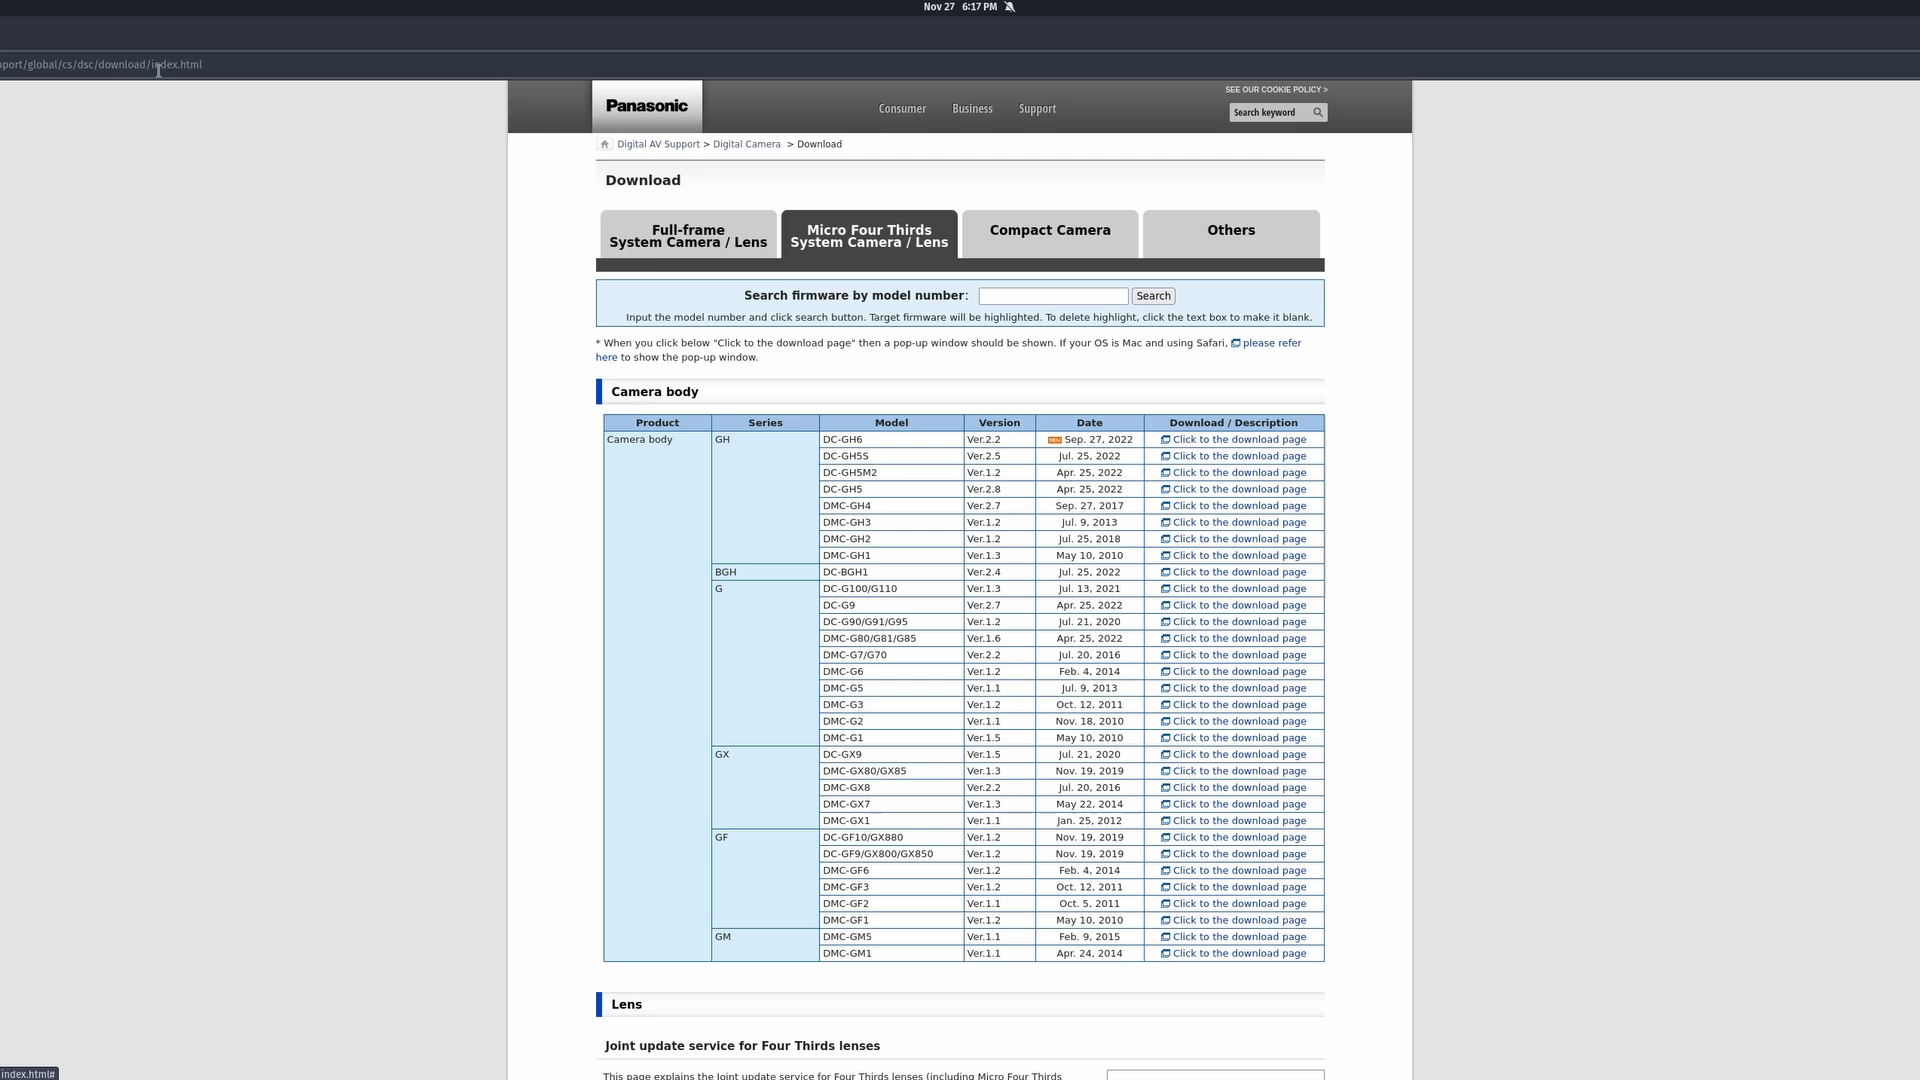 Nov 27 6:17 PM
port/global/cs/dsc/download/index.html
Panasonic
Consumer Business Support
SEE OUR COOKIE POLICY >
Search keyword
Digital AV Support > Digital Camera > Download
Download
Full-frame
System Camera / Lens
Micro Four Thirds
System Camera / Lens
Compact Camera
Others
Search firmware by model number: Search
Input the model number and click search button. Target firmware will be highlighted. To delete highlight, click the text box to make it blank.
* When you click below "Click to the download page" then a pop-up window should be shown. If your OS is Mac and using Safari, please refer
here to show the pop-up window.
Camera body
Product Series Model Version Date Download / Description
Camera body GH DC-GH6 Ver.2.2 NEW Sep. 27, 2022 Click to the download page
DC-GH5S Ver.2.5 Jul. 25, 2022 Click to the download page
DC-GH5M2 Ver.1.2 Apr. 25, 2022 Click to the download page
DC-GH5 Ver.2.8 Apr. 25, 2022 Click to the download page
DMC-GH4 Ver.2.7 Sep. 27, 2017 Click to the download page
DMC-GH3 Ver.1.2 Jul. 9, 2013 Click to the download page
DMC-GH2 Ver.1.2 Jul. 25, 2018 Click to the download page
DMC-GH1 Ver.1.3 May 10, 2010 Click to the download page
BGH DC-BGH1 Ver.2.4 Jul. 25, 2022 Click to the download page
G DC-G100/G110 Ver.1.3 Jul. 13, 2021 Click to the download page
DC-G9 Ver.2.7 Apr. 25, 2022 Click to the download page
DC-G90/G91/G95 Ver.1.2 Jul. 21, 2020 Click to the download page
DMC-G80/G81/G85 Ver.1.6 Apr. 25, 2022 Click to the download page
DMC-G7/G70 Ver.2.2 Jul. 20, 2016 Click to the download page
DMC-G6 Ver.1.2 Feb. 4, 2014 Click to the download page
DMC-G5 Ver.1.1 Jul. 9, 2013 Click to the download page
DMC-G3 Ver.1.2 Oct. 12, 2011 Click to the download page
DMC-G2 Ver.1.1 Nov. 18, 2010 Click to the download page
DMC-G1 Ver.1.5 May 10, 2010 Click to the download page
GX DC-GX9 Ver.1.5 Jul. 21, 2020 Click to the download page
DMC-GX80/GX85 Ver.1.3 Nov. 19, 2019 Click to the download page
DMC-GX8 Ver.2.2 Jul. 20, 2016 Click to the download page
DMC-GX7 Ver.1.3 May 22, 2014 Click to the download page
DMC-GX1 Ver.1.1 Jan. 25, 2012 Click to the download page
GF DC-GF10/GX880 Ver.1.2 Nov. 19, 2019 Click to the download page
DC-GF9/GX800/GX850 Ver.1.2 Nov. 19, 2019 Click to the download page
DMC-GF6 Ver.1.2 Feb. 4, 2014 Click to the download page
DMC-GF3 Ver.1.2 Oct. 12, 2011 Click to the download page
DMC-GF2 Ver.1.1 Oct. 5, 2011 Click to the download page
DMC-GF1 Ver.1.2 May 10, 2010 Click to the download page
GM DMC-GM5 Ver.1.1 Feb. 9, 2015 Click to the download page
DMC-GM1 Ver.1.1 Apr. 24, 2014 Click to the download page
Lens
Joint update service for Four Thirds lenses
This page explains the Joint update service for Four Thirds lenses (including Micro Four Thirds
index.html#